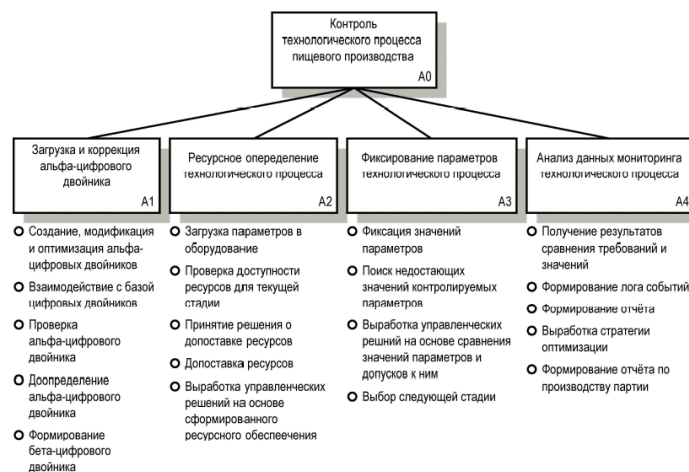 Контроль
технологического процесса
пищевого производства
A0
Загрузка и коррекция
альфа-цифрового
двойника
A1
Ресурсное опеределение
технологического процесса
A2
Фиксирование параметров
технологического процесса
A3
Анализ данных мониторинга
технологического процесса
A4
Создание, модификация
и оптимизация альфа-
цифровых двойников
Взаимодействие с базой
цифровых двойников
Проверка
альфа-цифрового
двойника
Доопределение
альфа-цифрового
двойника
Формирование
бета-цифрового
двойника
Загрузка параметров в
оборудование
Проверка доступности
ресурсов для текущей
стадии
Принятие решения о
допоставке ресурсов
Допоставка ресурсов
Выработка управленческих
решений на основе
сформированного
ресурсного обеспеечения
Фиксация значений
параметров
Поиск недостающих
значений контролируемых
параметров
Выработка управленческих
решний на основе сравнения
значений параметров и
допусков к ним
Выбор следующей стадии
Получение результатов
сравнения требований и
значений
Формирование лога событий
Формирование отчёта
Выработка стратегии
оптимизации
Формирование отчёта по
производству партии